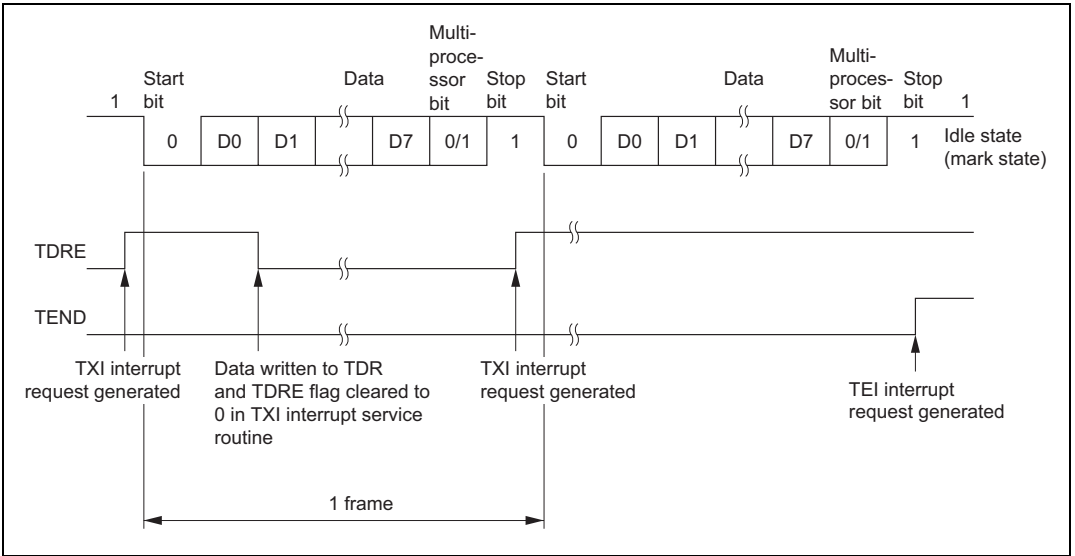 Multi-
proce-
ssor
bit
Start
bit
Data
Stop
bit
Start
bit
Data
Multi-
proces-
sor bit
Stop
bit
1
1
0
D0
D1
D7
0/1
1
0
D0
D1
D7
0/1
1
Idle state
(mark state)
TDRE
TEND
TXI interrupt
request generated
Data written to TDR
and TDRE flag cleared to
0 in TXI interrupt service
routine
TXI interrupt
request generated
TEI interrupt
request generated
1 frame